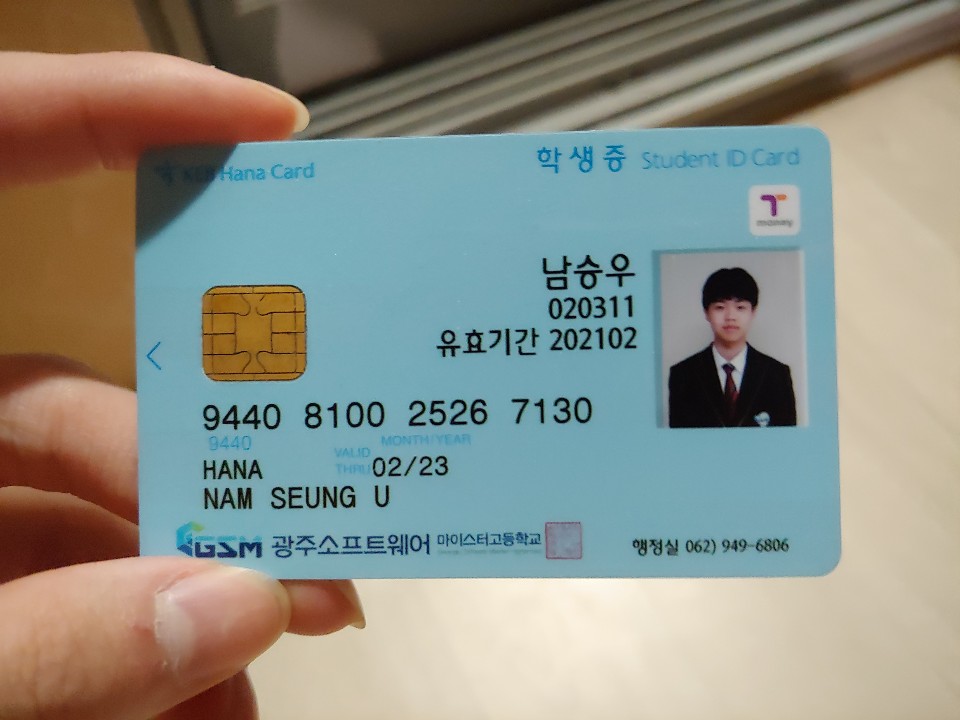 KEB Hana Card
학생증 Student ID Card
T
money
남승우
020311
유효기간 202102
9440 8100 2526 7130
9440
MONTH/YEAR
VALID THRU 02/23
HANA
NAM SEUNG U
GSM 광주소프트웨어 마이스터고등학교
행정실 062) 949-6806